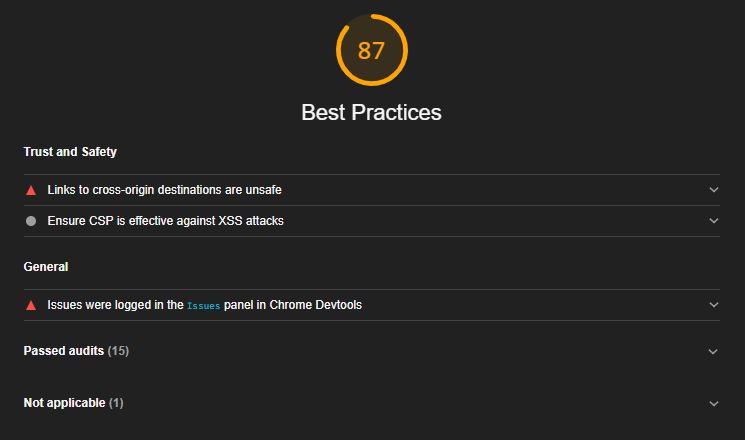 87
Best Practices
Trust and Safety
Links to cross-origin destinations are unsafe
Ensure CSP is effective against XSS attacks
General
Issues were logged in the Issues panel in Chrome Devtools
Passed audits (15)
Not applicable (1)